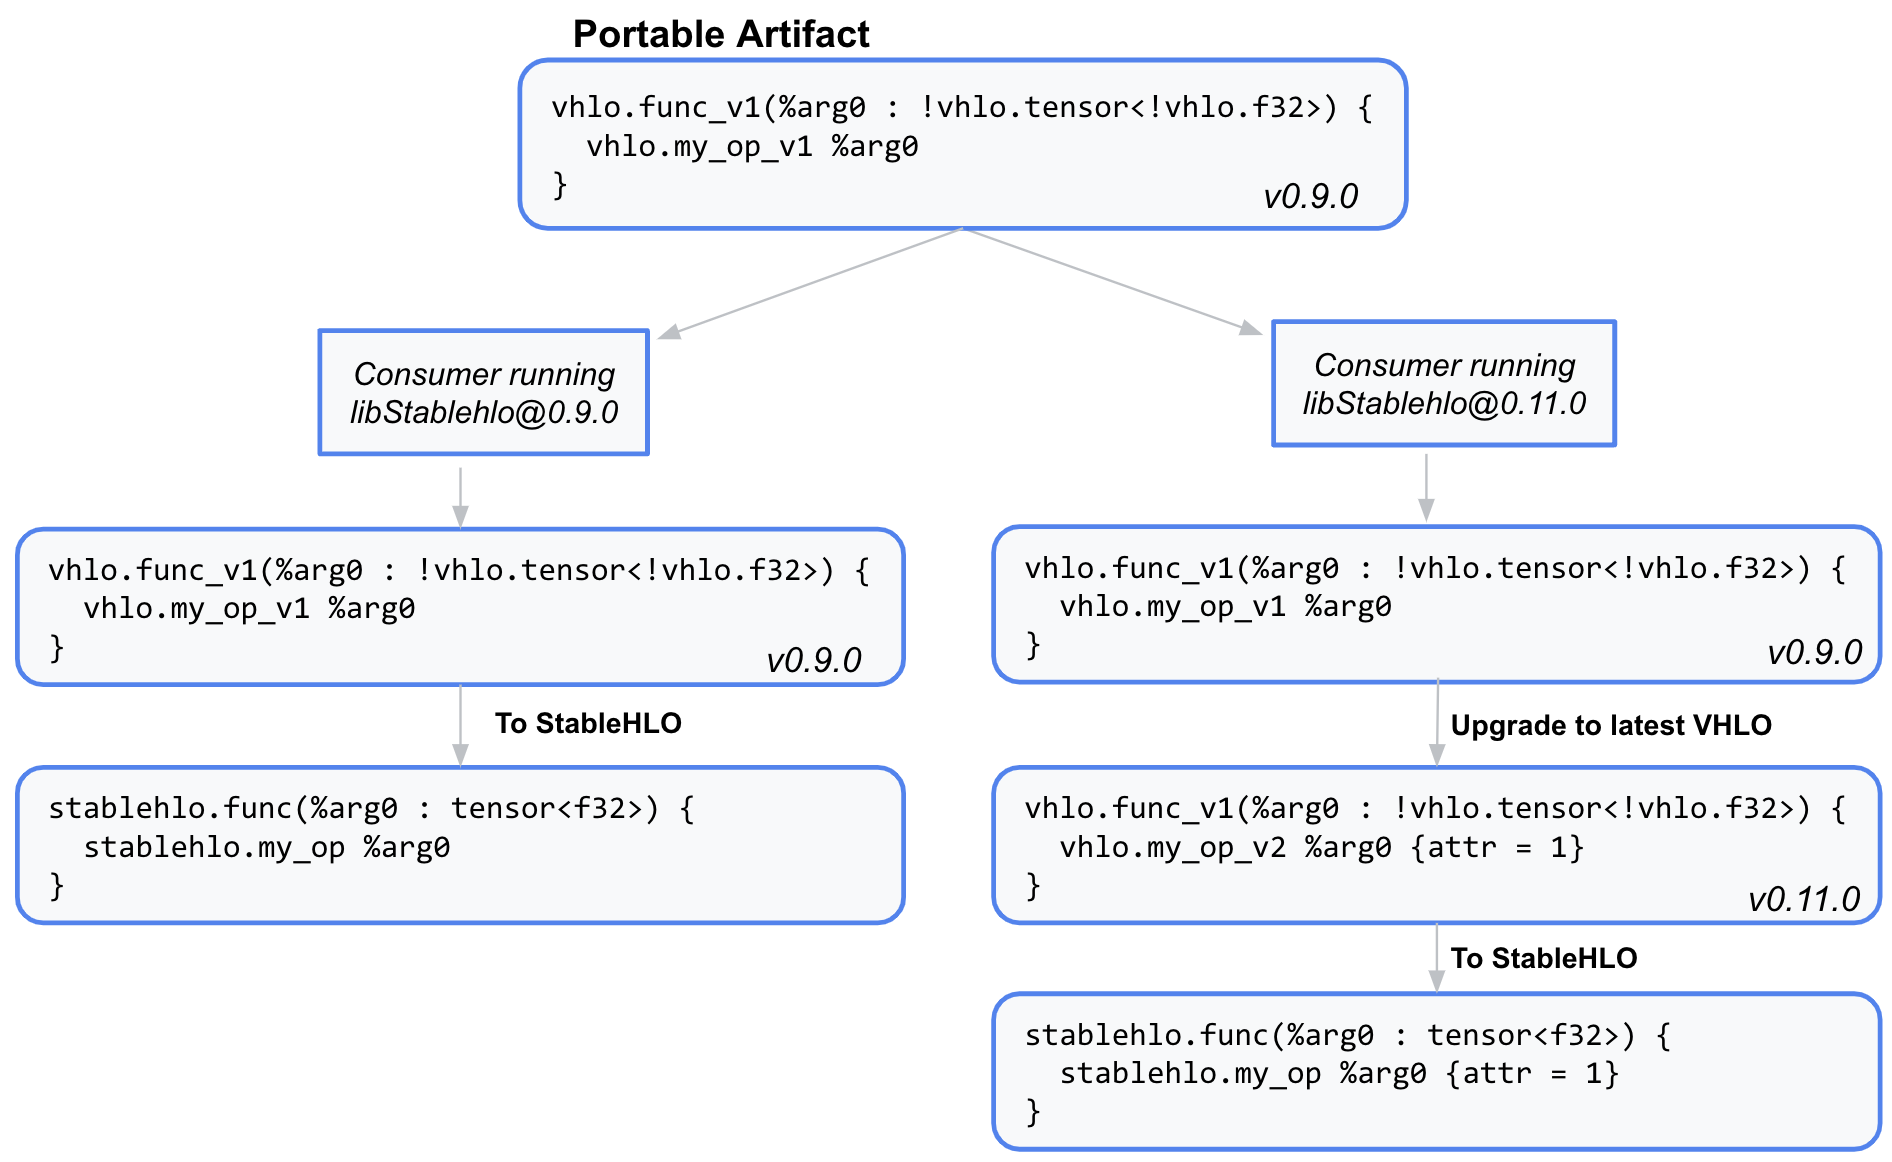 Portable Artifact
vhlo.func_v1(%arg0 : !vhlo.tensor<!vhlo.f32>) {
  vhlo.my_op_v1 %arg0
}
v0.9.0
Consumer running
libStablehlo@0.9.0
Consumer running
libStablehlo@0.11.0
vhlo.func_v1(%arg0 : !vhlo.tensor<!vhlo.f32>) {
  vhlo.my_op_v1 %arg0
}
v0.9.0
To StableHLO
stablehlo.func(%arg0 : tensor<f32>) {
  stablehlo.my_op %arg0
}
vhlo.func_v1(%arg0 : !vhlo.tensor<!vhlo.f32>) {
  vhlo.my_op_v1 %arg0
}
v0.9.0
Upgrade to latest VHLO
vhlo.func_v1(%arg0 : !vhlo.tensor<!vhlo.f32>) {
  vhlo.my_op_v2 %arg0 {attr = 1}
}
v0.11.0
To StableHLO
stablehlo.func(%arg0 : tensor<f32>) {
  stablehlo.my_op %arg0 {attr = 1}
}